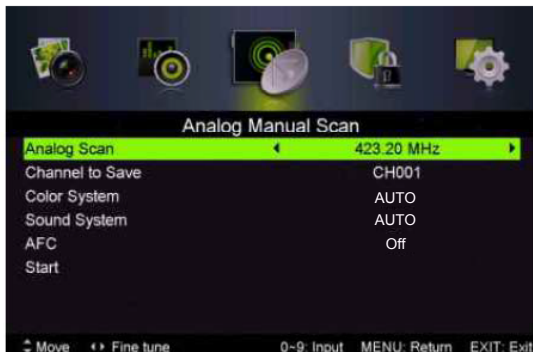 Analog Manual Scan
Analog Scan 423.20 MHz
Channel to Save CH001
Color System AUTO
Sound System AUTO
AFC Off
Start
Move Fine tune 0~9: Input MENU: Return EXIT: Exit